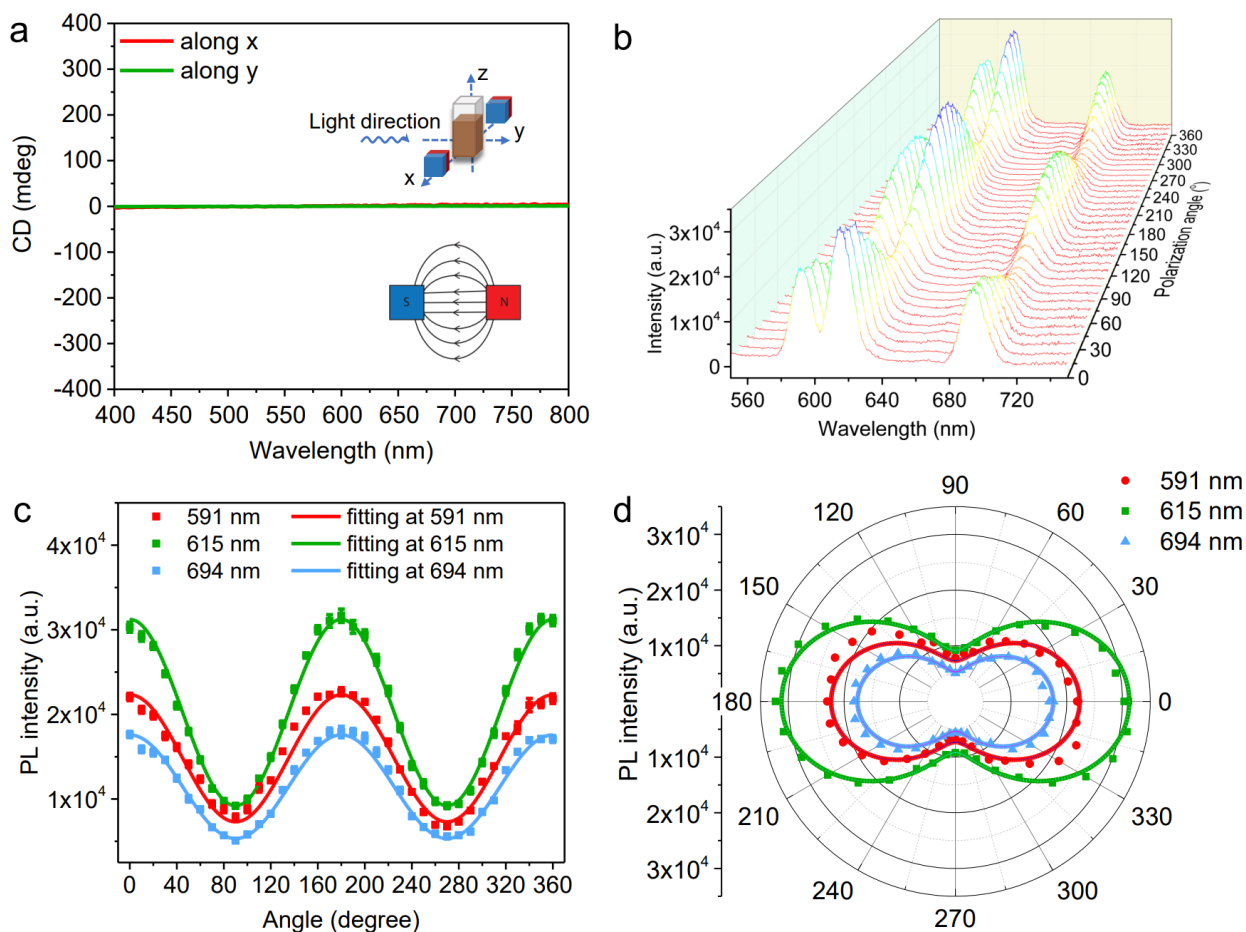 a
along x
along y
CD (mdeg)
400
300
200
100
0
-100
-200
-300
-400
400 450 500 550 600 650 700 750 800
Wavelength (nm)
Light direction
z
y
x
S
N
b
Intensity (a.u.)
3x10⁴
2x10⁴
1x10⁴
0
560 600 640 680 720
Wavelength (nm)
Polarization angle (°)
360
330
300
270
240
210
180
150
120
90
60
30
0
c
591 nm fitting at 591 nm
615 nm fitting at 615 nm
694 nm fitting at 694 nm
PL intensity (a.u.)
4x10⁴
3x10⁴
2x10⁴
1x10⁴
0 40 80 120 160 200 240 280 320 360
Angle (degree)
d
591 nm
615 nm
694 nm
PL intensity (a.u.)
3x10⁴
2x10⁴
1x10⁴
0
1x10⁴
2x10⁴
3x10⁴
90
120 60
150 30
180 0
210 330
240 300
270